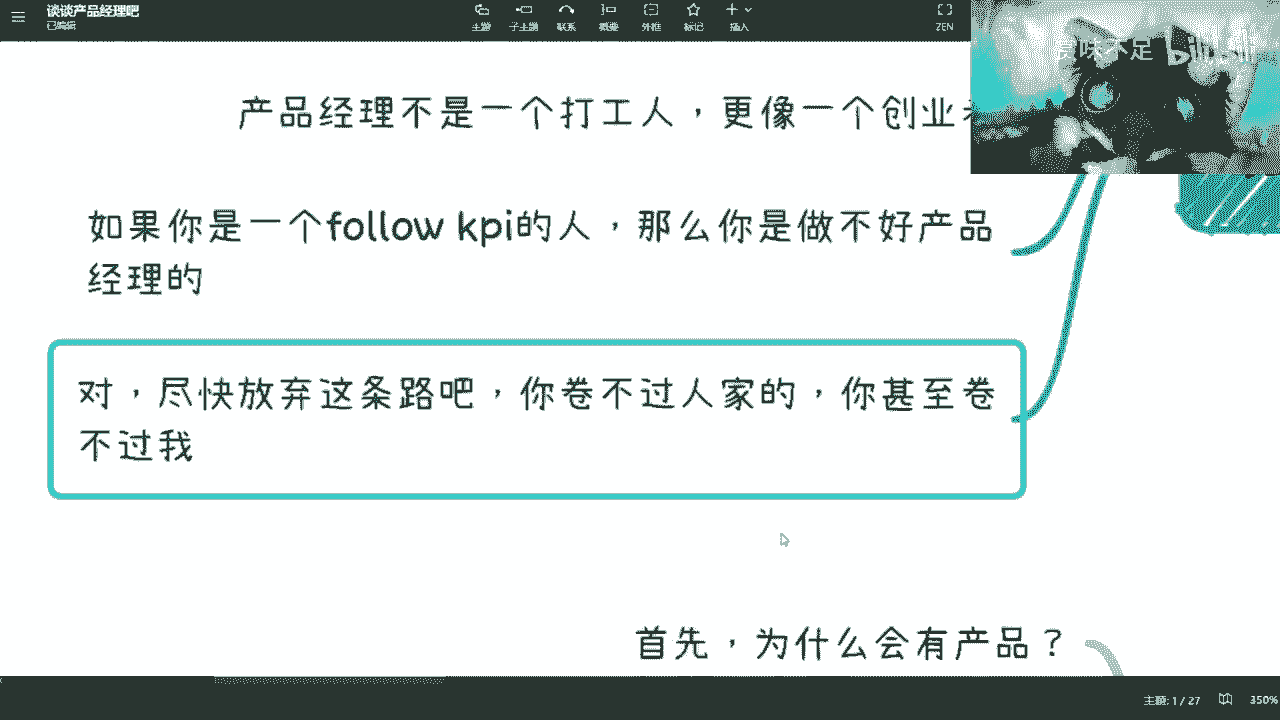 谈谈产品经理吧
已编辑
主题 子主题 联系 概要 外框 标记 插入 ZEN
意味不足 bilibili
产品经理不是一个打工人，更像一个创业
如果你是一个follow kpi的人，那么你是做不好产品
经理的
对，尽快放弃这条路吧，你卷不过人家的，你甚至卷
不过我
首先，为什么会有产品？
主题: 1 / 27 350%